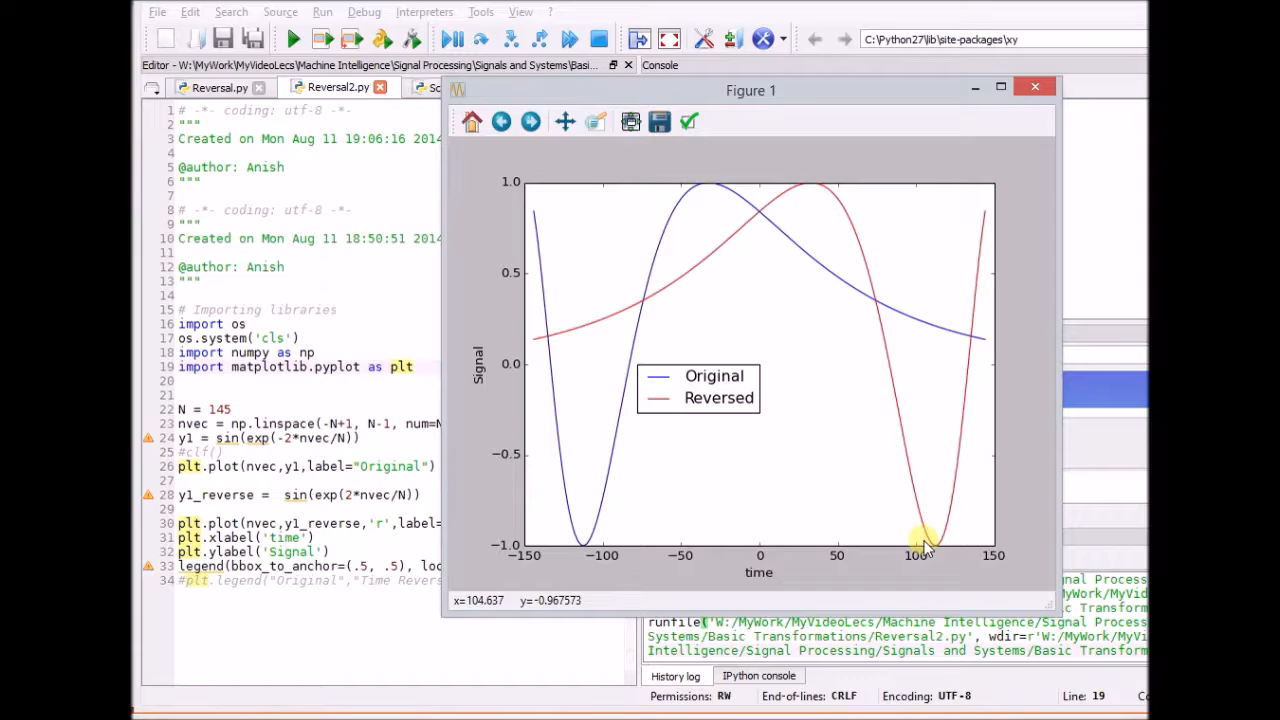 File Edit Search Source Run Debug Interpreters Tools View ?
C:\Python27\lib\site-packages\xy
Editor - W:\MyWork\MyVideoLecs\Machine Intelligence\Signal Processing\Signals and Systems\Basi...
Console
Reversal.py
Reversal2.py
Sc
1 # -*- coding: utf-8 -*-
2 """
3 Created on Mon Aug 11 19:06:16 2014
4
5 @author: Anish
6 """
7
8 # -*- coding: utf-8 -*-
9 """
10 Created on Mon Aug 11 18:50:51 2014
11
12 @author: Anish
13 """
14
15 # Importing libraries
16 import os
17 os.system('cls')
18 import numpy as np
19 import matplotlib.pyplot as plt
20
21
22 N = 145
23 nvec = np.linspace(-N+1, N-1, num=N
24 y1 = sin(exp(-2*nvec/N))
25 #clf()
26 plt.plot(nvec,y1,label="Original")
27
28 y1_reverse = sin(exp(2*nvec/N))
29
30 plt.plot(nvec,y1_reverse,'r',label=
31 plt.xlabel('time')
32 plt.ylabel('Signal')
33 legend(bbox_to_anchor=(.5, .5), loc
34 #plt.legend("Original","Time Revers
Figure 1
1.0
0.5
0.0
−0.5
−1.0
Signal
Original
Reversed
−150 −100 −50 0 50 100 150
time
x=104.637 y=-0.967573
gnal Process
Forms
runfile('W:/MyWork/MyVideoLecs/Machine Intelligence/Signal Process
Systems/Basic Transformations/Reversal2.py', wdir=r'W:/MyWork/MyVi
Intelligence/Signal Processing/Signals and Systems/Basic Transform
History log
IPython console
Permissions: RW End-of-lines: CRLF Encoding: UTF-8 Line: 19 Co